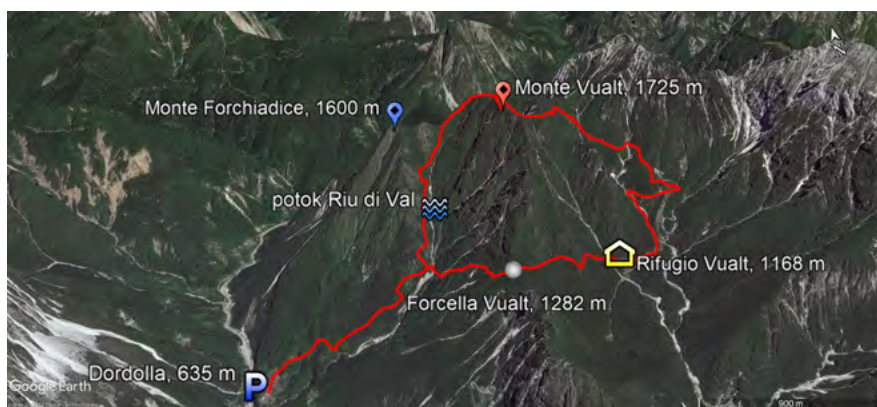 Monte Vualt, 1725 m
Monte Forchiadice, 1600 m
potok Riu di Val
Rifugio Vualt, 1168 m
Forcella Vualt, 1282 m
Dordolla, 635 m
P
Google Earth
900 m